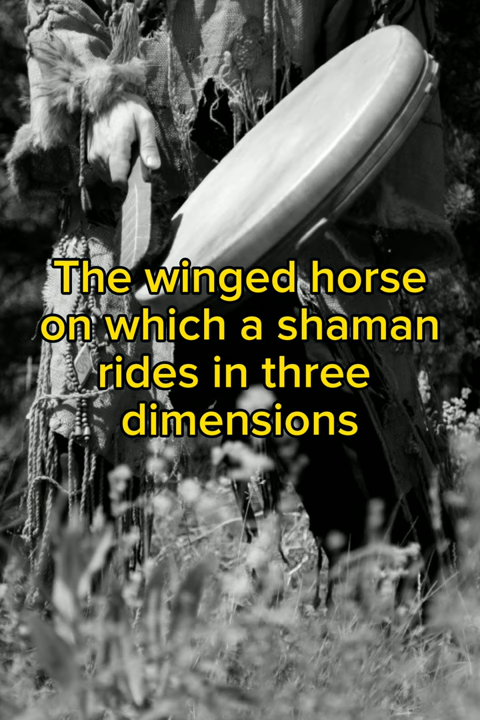 The winged horse
on which a shaman
rides in three
dimensions